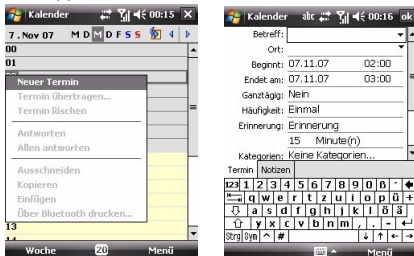 Kalender 00:15
7.Nov 07 M D M D F S S
00
01
Neuer Termin
Termin übertragen...
Termin löschen
Antworten
Allen antworten
Ausschneiden
Kopieren
Einfügen
Über Bluetooth drucken...
13
Woche 20 Menü
Kalender abc 00:16 ok
Betreff:
Ort:
Beginnt: 07.11.07 02:00
Endet am: 07.11.07 03:00
Ganztägig: Nein
Häufigkeit: Einmal
Erinnerung: Erinnerung
15 Minute(n)
Kategorien: Keine Kategorien...
Termin Notizen
123 1 2 3 4 5 6 7 8 9 0 ß ´
q w e r t z u i o p ü +
a s d f g h j k l ö ä
y x c v b n m , . -
Strg Sym ^ # ↓ ↑ ← →
Menü